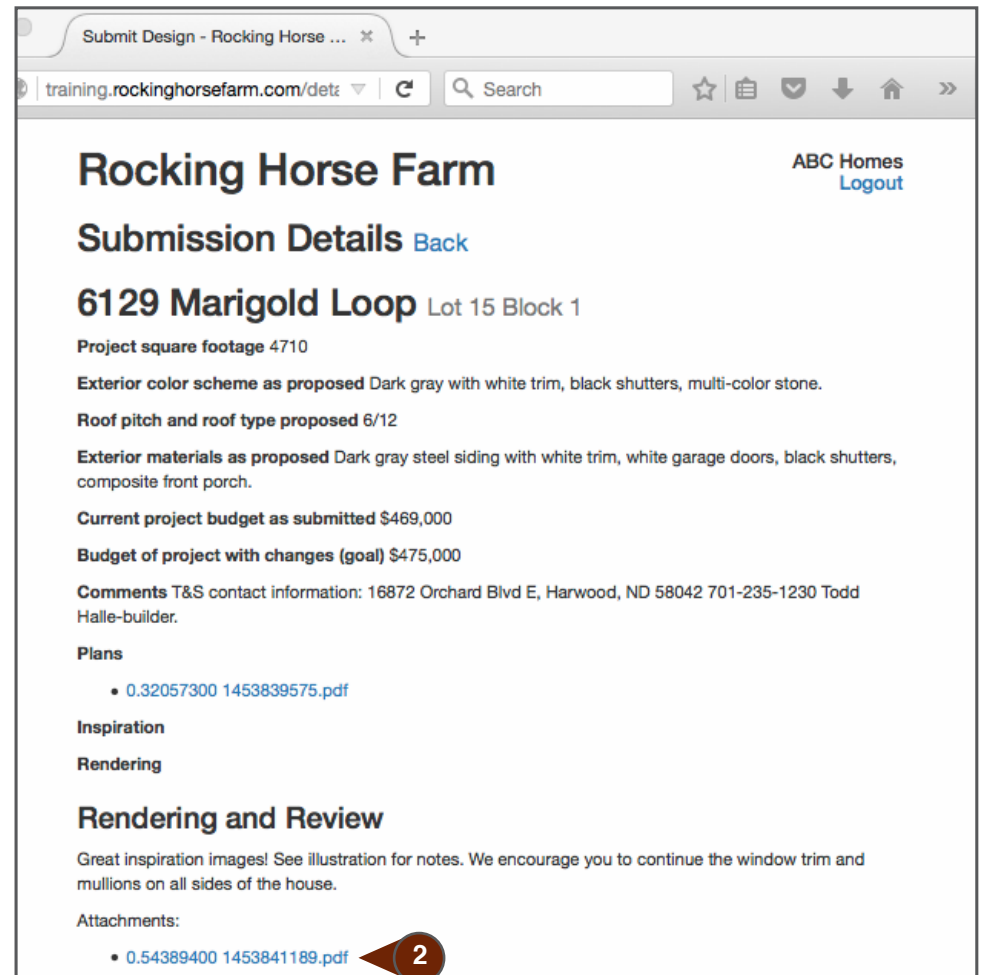 Submit Design - Rocking Horse ...
training.rockinghorsefarm.com/deta
Search
Rocking Horse Farm
ABC Homes
Logout
Submission Details Back
6129 Marigold Loop Lot 15 Block 1
Project square footage 4710
Exterior color scheme as proposed Dark gray with white trim, black shutters, multi-color stone.
Roof pitch and roof type proposed 6/12
Exterior materials as proposed Dark gray steel siding with white trim, white garage doors, black shutters,
composite front porch.
Current project budget as submitted $469,000
Budget of project with changes (goal) $475,000
Comments T&S contact information: 16872 Orchard Blvd E, Harwood, ND 58042 701-235-1230 Todd
Halle-builder.
Plans
• 0.32057300 1453839575.pdf
Inspiration
Rendering
Rendering and Review
Great inspiration images! See illustration for notes. We encourage you to continue the window trim and
mullions on all sides of the house.
Attachments:
• 0.54389400 1453841189.pdf
2